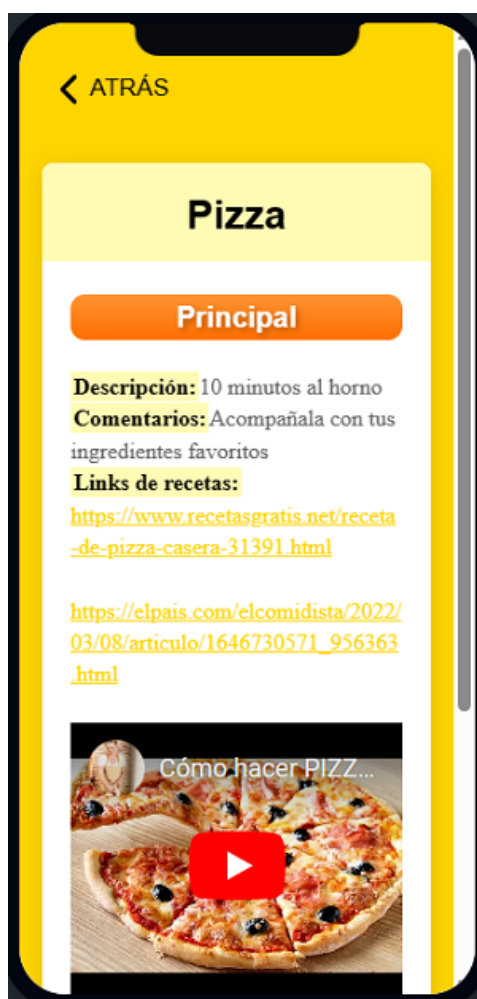 ATRÁS
Pizza
Principal
Descripción: 10 minutos al horno
Comentarios: Acompañala con tus
ingredientes favoritos
Links de recetas:
https://www.recetasgratis.net/receta
-de-pizza-casera-31391.html
https://elpais.com/elcomidista/2022/
03/08/articulo/1646730571_956363
.html
Cómo hacer PIZZ...